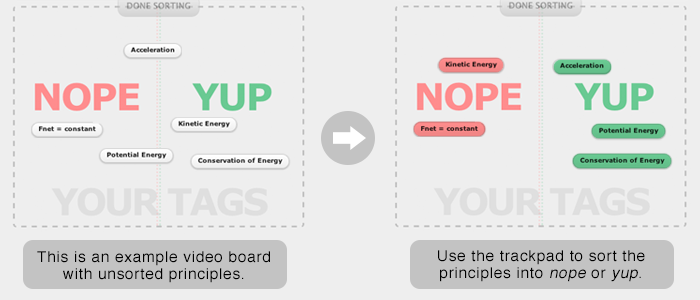 DONE SORTING
Acceleration
NOPE YUP
Kinetic Energy
Fnet = constant
Potential Energy
Conservation of Energy
YOUR TAGS
This is an example video board
with unsorted principles.
DONE SORTING
Kinetic Energy
Acceleration
NOPE YUP
Fnet = constant
Potential Energy
Conservation of Energy
YOUR TAGS
Use the trackpad to sort the
principles into nope or yup.